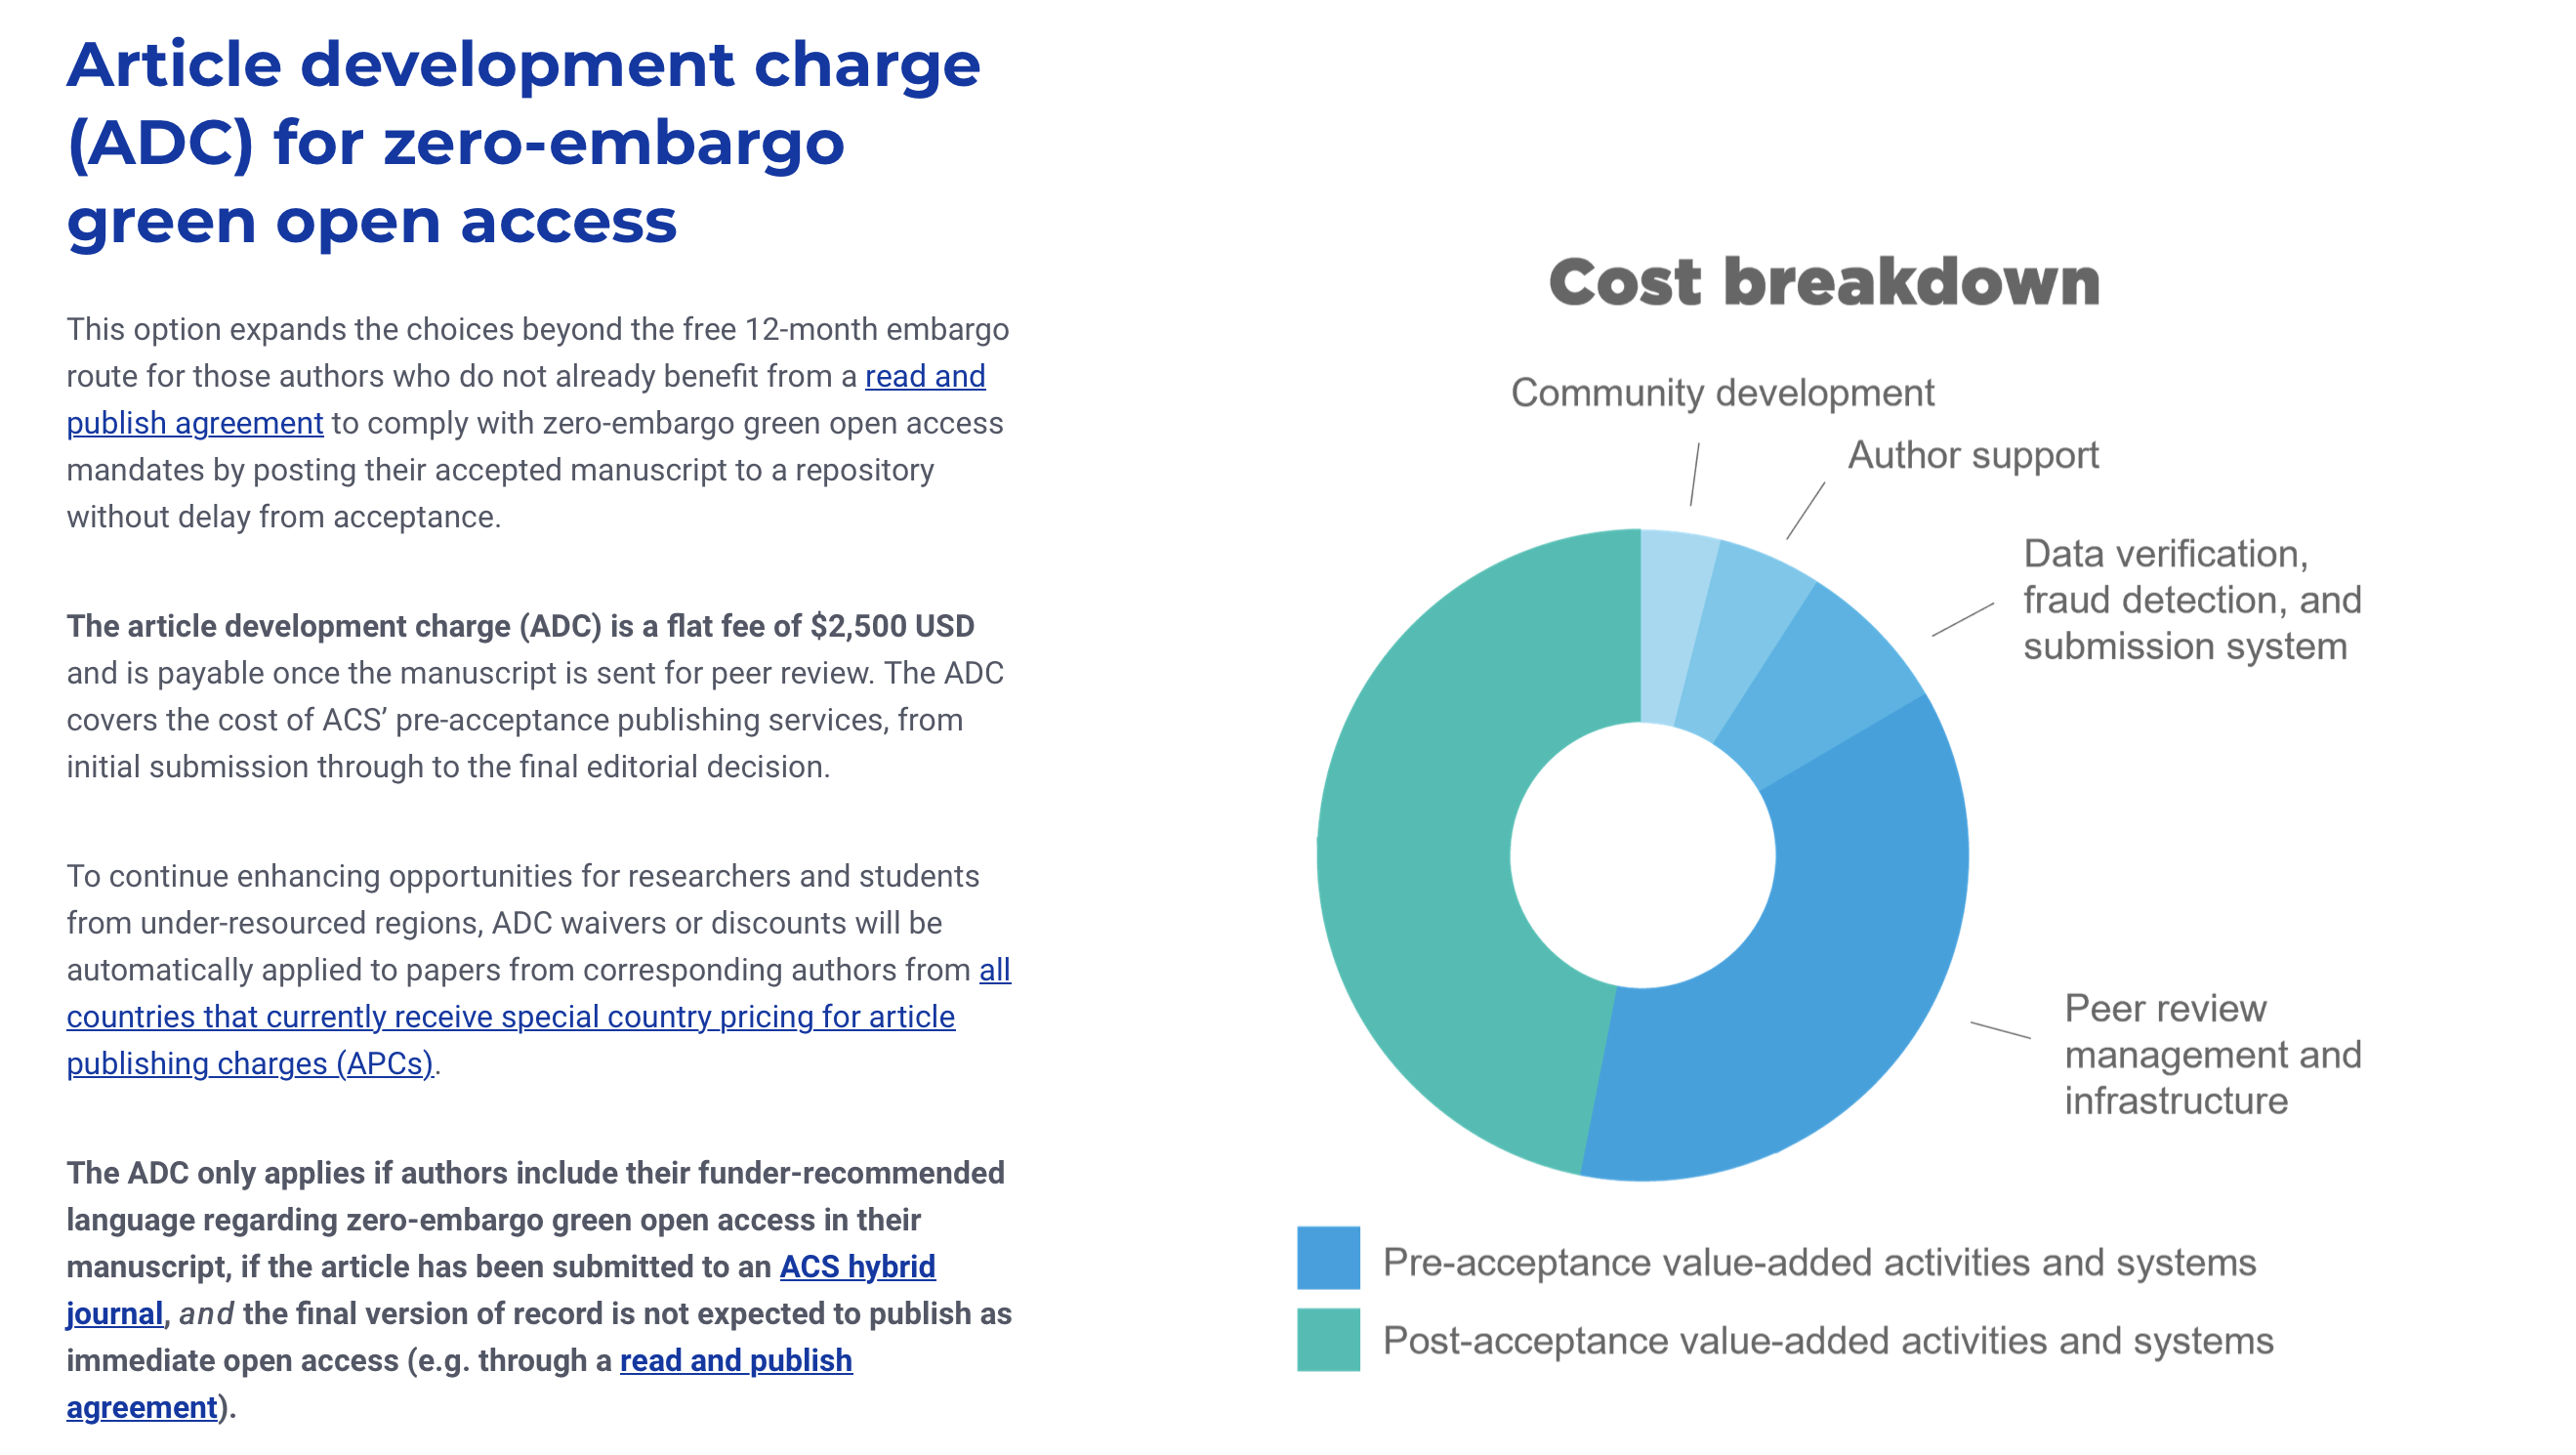 Article development charge
(ADC) for zero-embargo
green open access
This option expands the choices beyond the free 12-month embargo
route for those authors who do not already benefit from a read and
publish agreement to comply with zero-embargo green open access
mandates by posting their accepted manuscript to a repository
without delay from acceptance.
The article development charge (ADC) is a flat fee of $2,500 USD
and is payable once the manuscript is sent for peer review. The ADC
covers the cost of ACS’ pre-acceptance publishing services, from
initial submission through to the final editorial decision.
To continue enhancing opportunities for researchers and students
from under-resourced regions, ADC waivers or discounts will be
automatically applied to papers from corresponding authors from all
countries that currently receive special country pricing for article
publishing charges (APCs).
The ADC only applies if authors include their funder-recommended
language regarding zero-embargo green open access in their
manuscript, if the article has been submitted to an ACS hybrid
journal, and the final version of record is not expected to publish as
immediate open access (e.g. through a read and publish
agreement).
Cost breakdown
Community development
Author support
Data verification,
fraud detection, and
submission system
Peer review
management and
infrastructure
Pre-acceptance value-added activities and systems
Post-acceptance value-added activities and systems